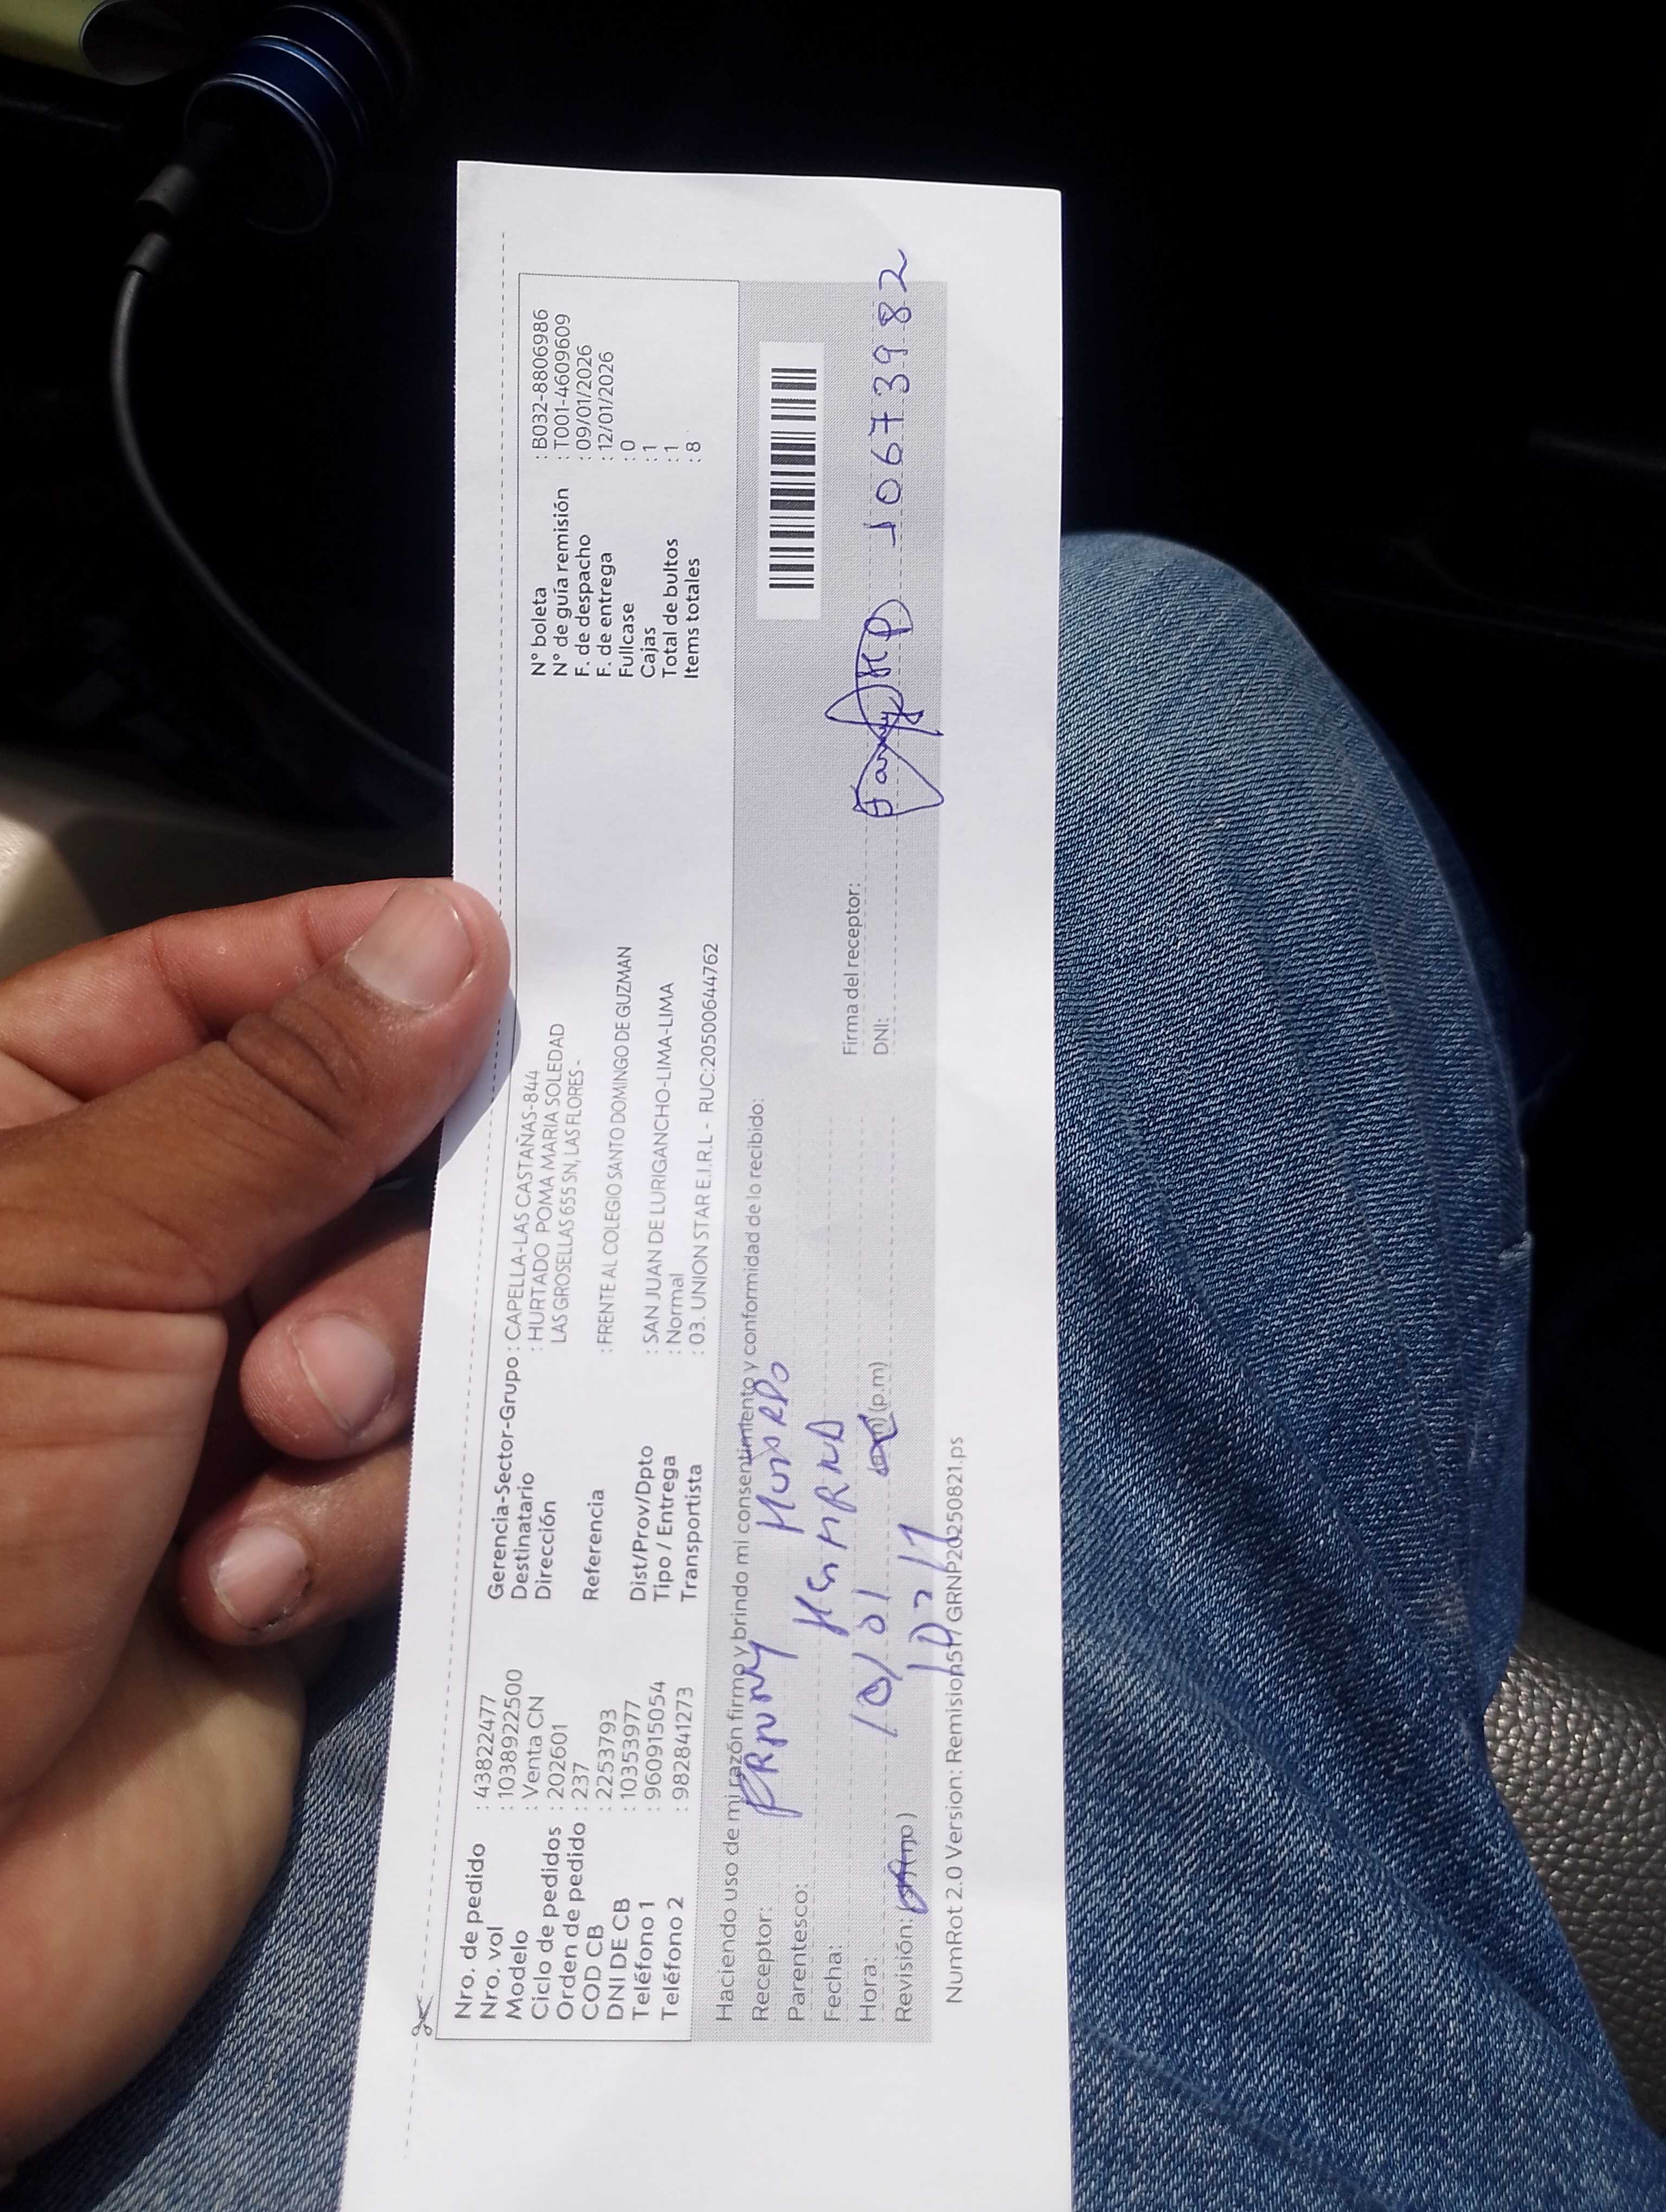 Nro. de pedido : 43822477
Nro. vol : 1038922500
Modelo : Venta CN
Ciclo de pedidos : 202601
Orden de pedido : 237
COD CB : 2253793
DNI DE CB : 10353977
Teléfono 1 : 960915054
Teléfono 2 : 982841273
Gerencia-Sector-Grupo : CAPELLA-LAS CASTAÑAS-844
Destinatario : HURTADO POMA MARIA SOLEDAD
Dirección LAS GROSELLAS 655 SN, LAS FLORES -
Referencia : FRENTE AL COLEGIO SANTO DOMINGO DE GUZMAN
Dist/Prov/Dpto : SAN JUAN DE LURIGANCHO-LIMA-LIMA
Tipo / Entrega : Normal
Transportista : 03. UNION STAR E.I.R.L - RUC:20500644762
N° boleta : B032-8806986
N° de guía remisión : T001-4609609
F. de despacho : 09/01/2026
F. de entrega : 12/01/2026
Fullcase : 0
Cajas : 1
Total de bultos : 1
Items totales : 8
Haciendo uso de mi razón firmo y brindo mi consentimiento y conformidad de lo recibido:
Receptor: FANNY HURTADO
Parentesco: HERMANA
Fecha: 10/01
Hora: (p.m)
Revisión: )
Firma del receptor:
DNI: 10673982
NumRot 2.0 Version: Remision511/GRNP20250821.ps